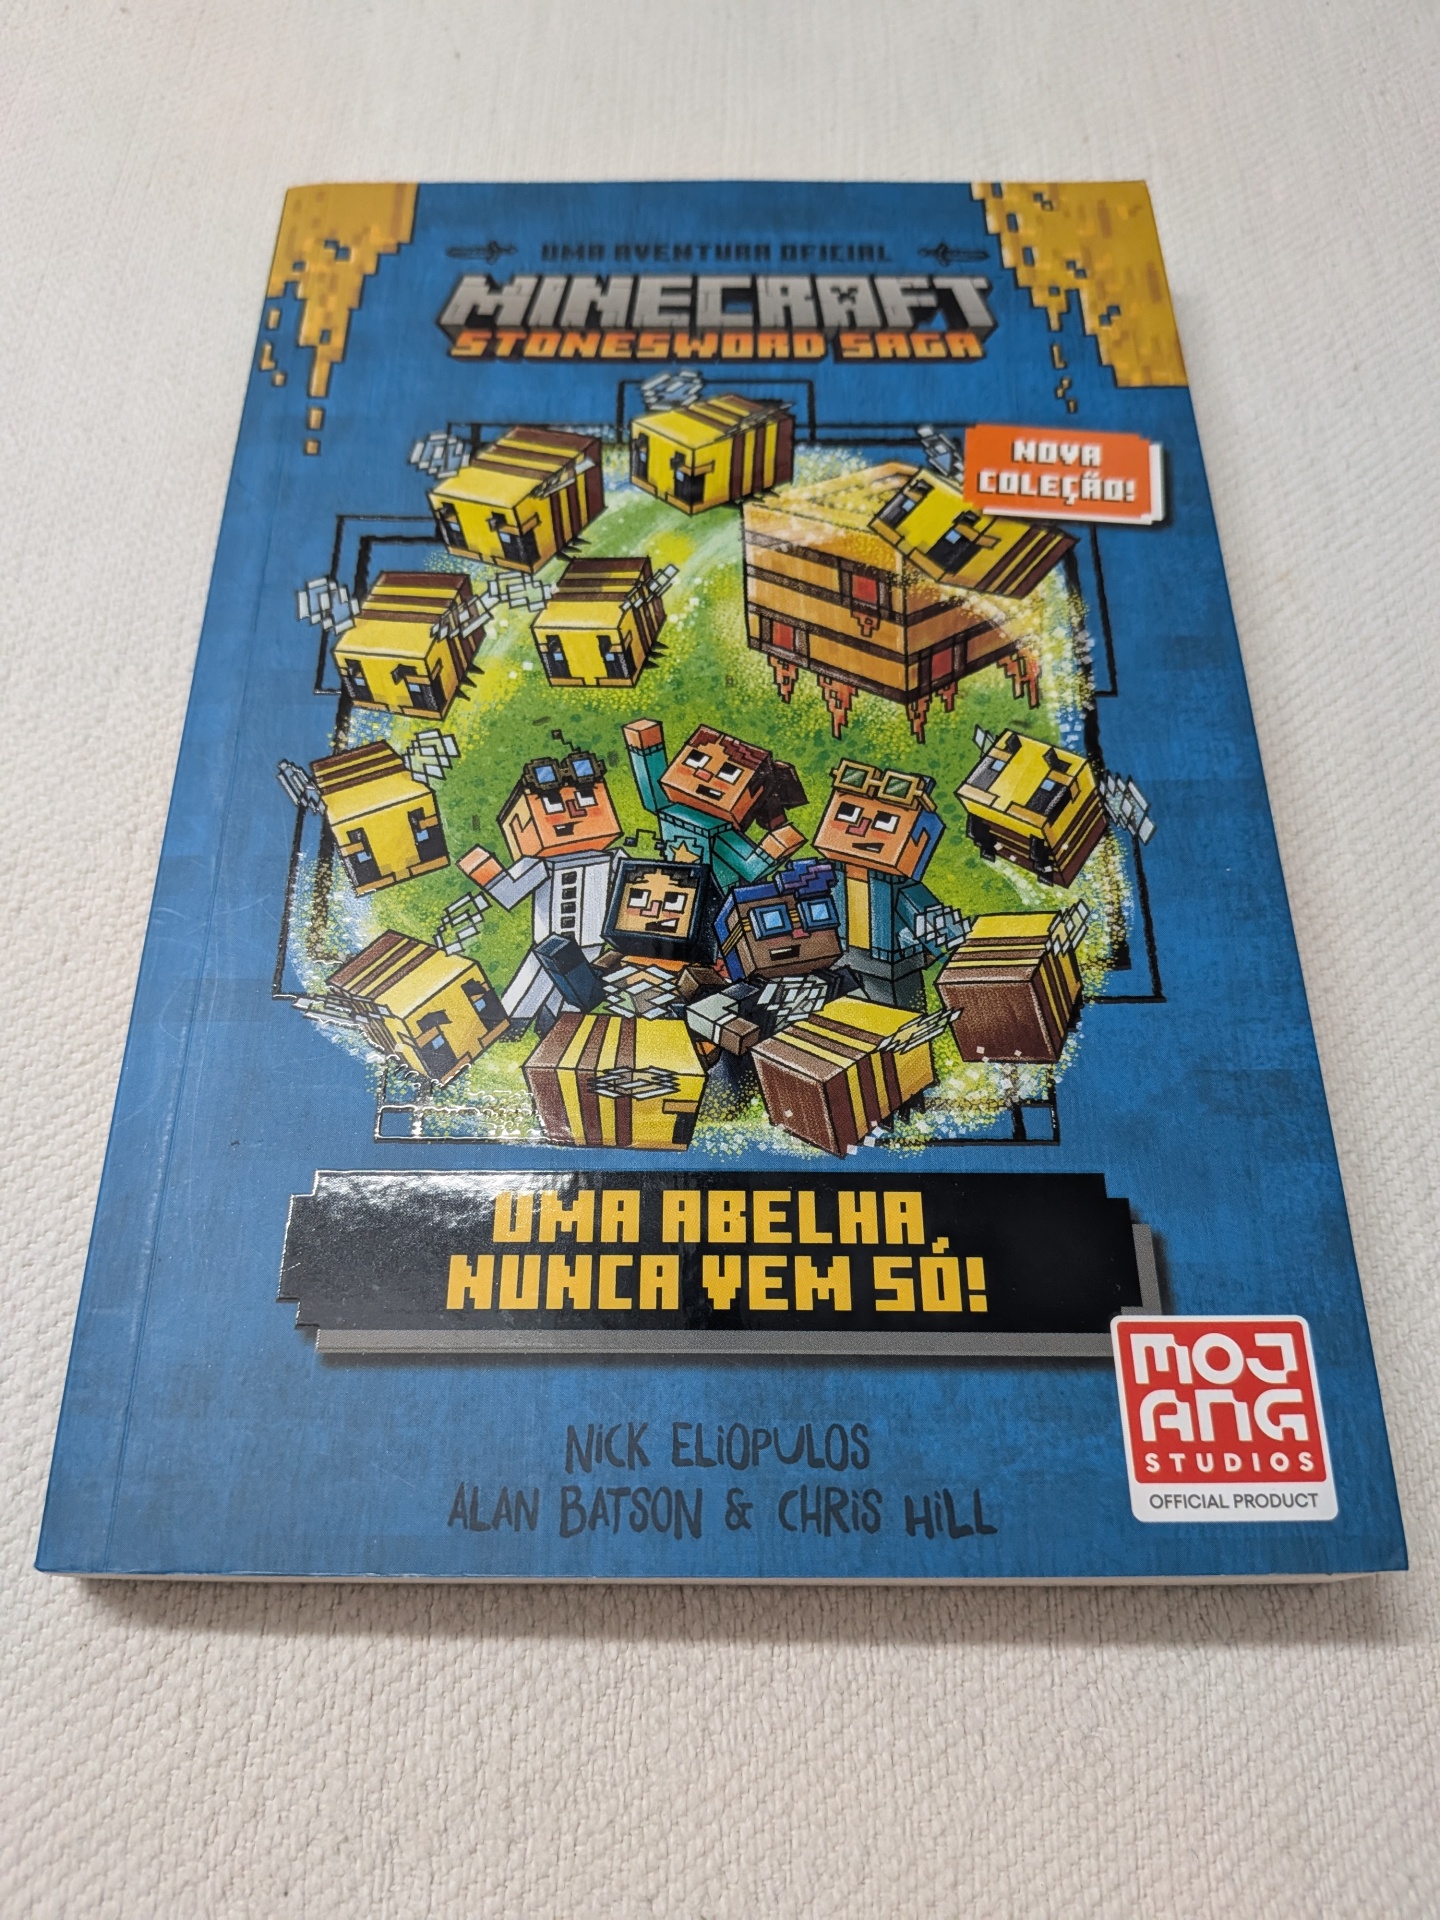 UMA AVENTURA OFICIAL
MINECRAFT
STONESWORD SAGA
NOVA
COLEÇÃO!
UMA ABELHA
NUNCA VEM SÓ!
NICK ELIOPULOS
ALAN BATSON & CHRIS HILL
MOJ
ANG
STUDIOS
OFFICIAL PRODUCT